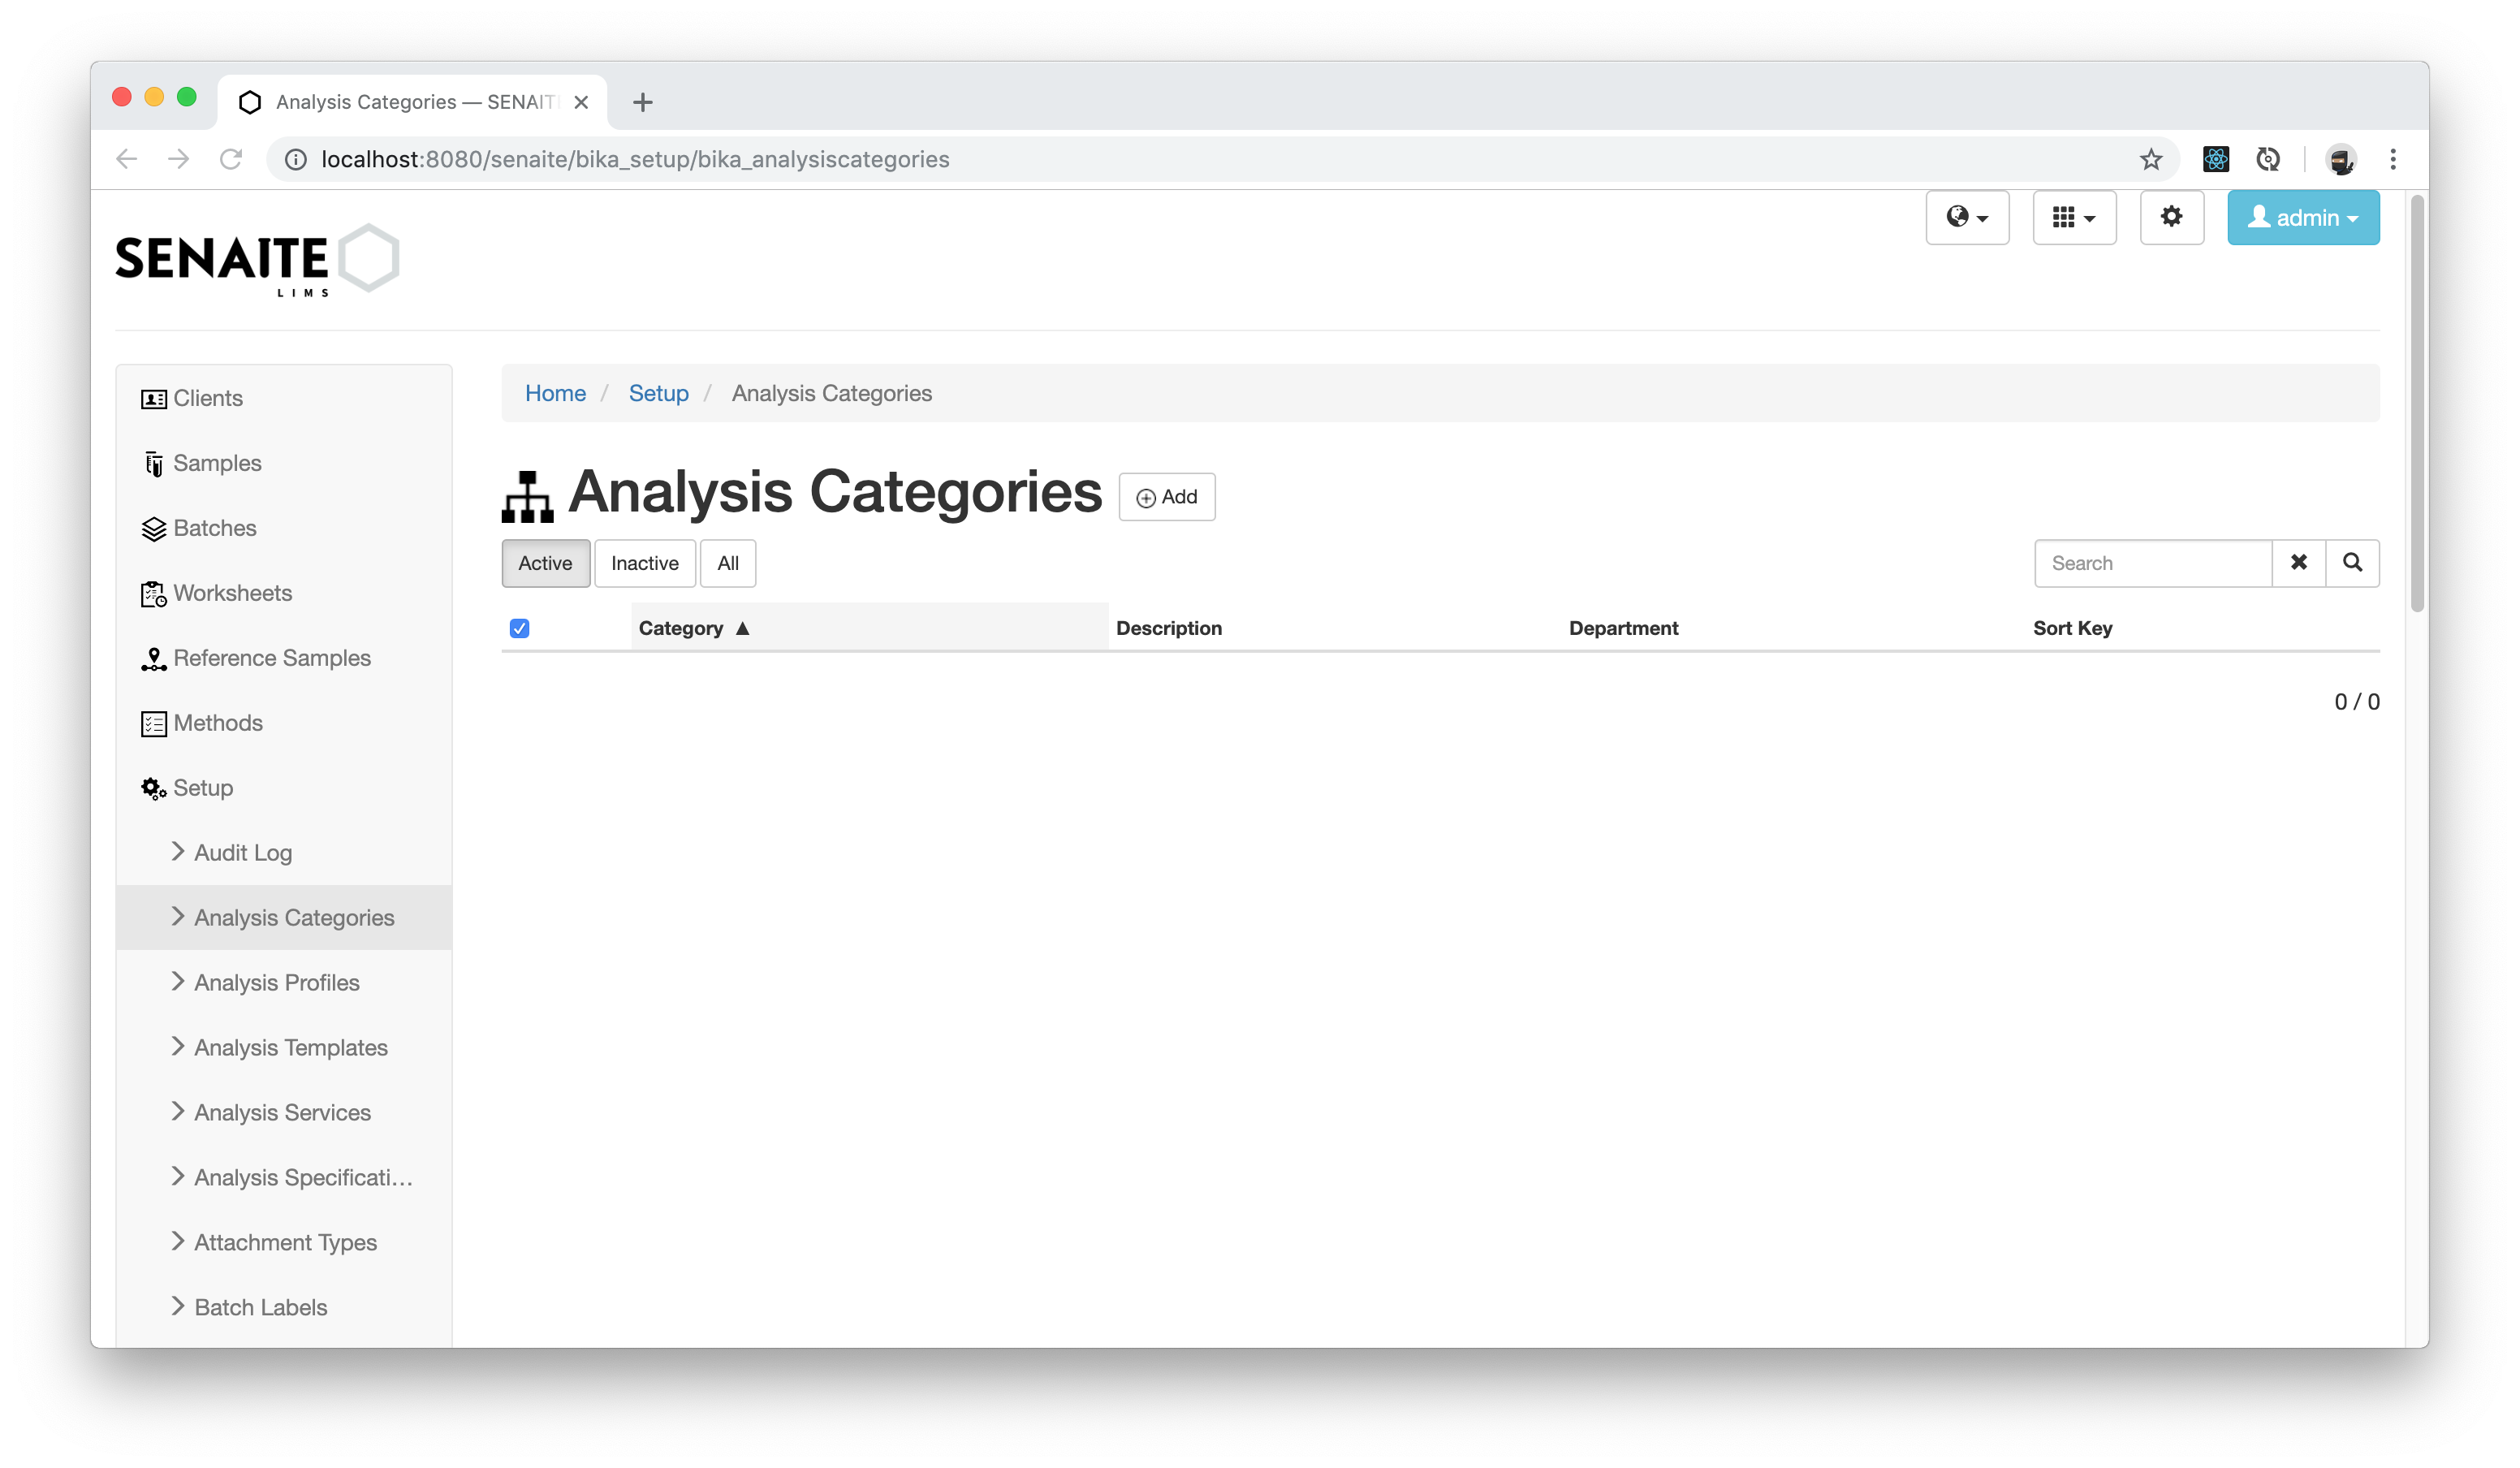 Analysis Categories — SENAIT
localhost:8080/senaite/bika_setup/bika_analysiscategories
SENAITE
LIMS
admin
Clients
Samples
Batches
Worksheets
Reference Samples
Methods
Setup
Audit Log
Analysis Categories
Analysis Profiles
Analysis Templates
Analysis Services
Analysis Specificati...
Attachment Types
Batch Labels
Home / Setup / Analysis Categories
Analysis Categories Add
Active Inactive All Search
Category ▲ Description Department Sort Key
0 / 0